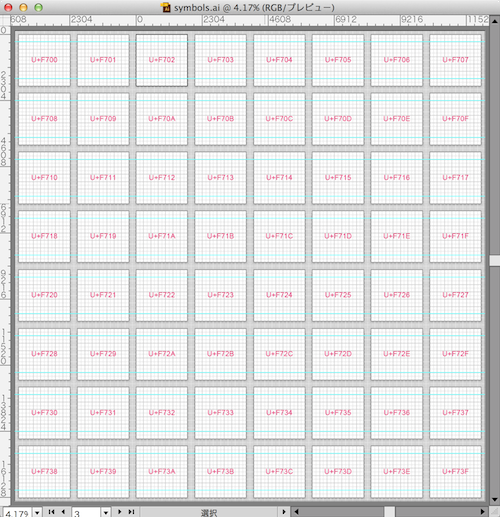 symbols.ai @ 4.17% (RGB/プレビュー)
608 2304 0 2304 4608 6912 9216 1152
U+F700 U+F701 U+F702 U+F703 U+F704 U+F705 U+F706 U+F707
U+F708 U+F709 U+F70A U+F70B U+F70C U+F70D U+F70E U+F70F
U+F710 U+F711 U+F712 U+F713 U+F714 U+F715 U+F716 U+F717
U+F718 U+F719 U+F71A U+F71B U+F71C U+F71D U+F71E U+F71F
U+F720 U+F721 U+F722 U+F723 U+F724 U+F725 U+F726 U+F727
U+F728 U+F729 U+F72A U+F72B U+F72C U+F72D U+F72E U+F72F
U+F730 U+F731 U+F732 U+F733 U+F734 U+F735 U+F736 U+F737
U+F738 U+F739 U+F73A U+F73B U+F73C U+F73D U+F73E U+F73F
4.17% 3 選択